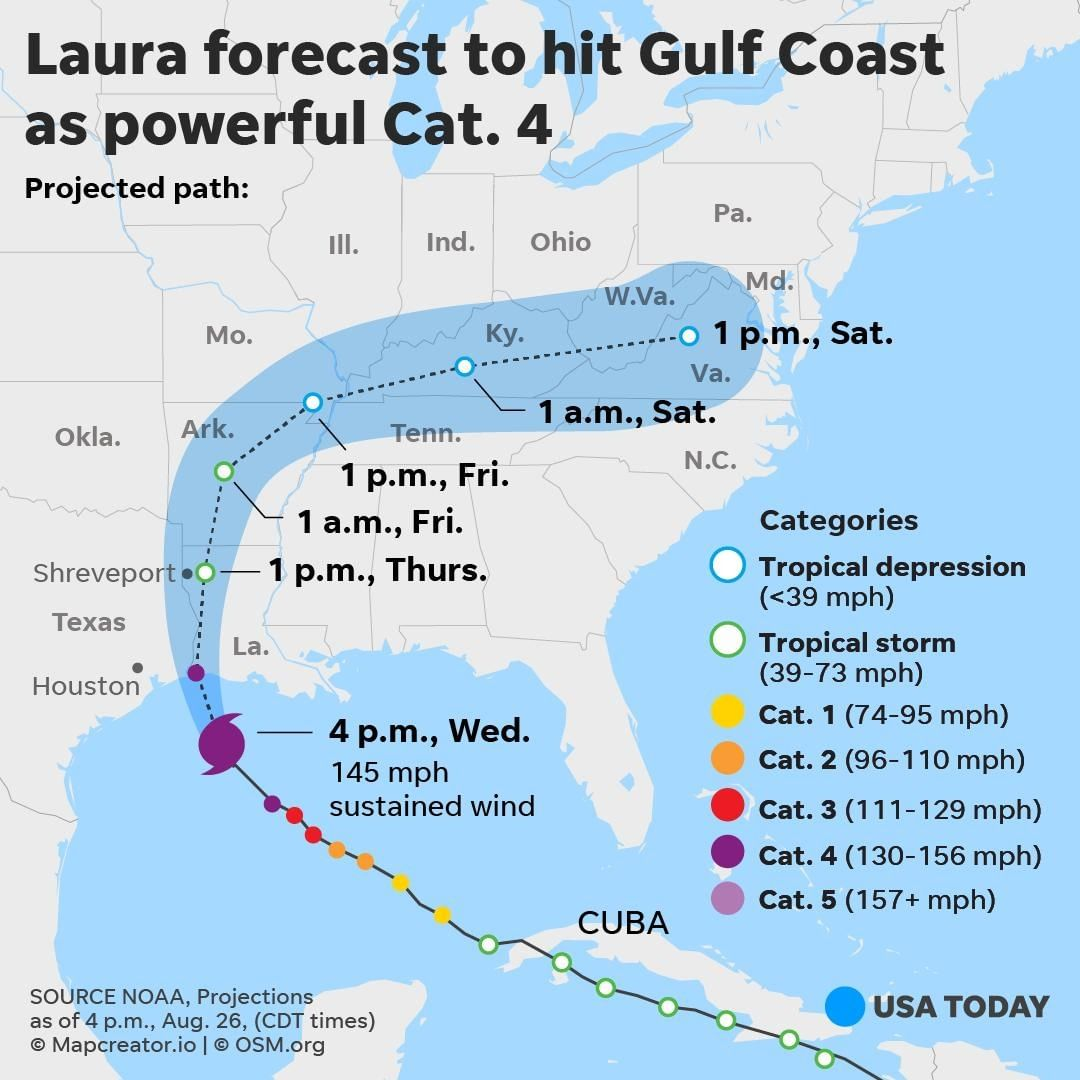 Laura forecast to hit Gulf Coast
as powerful Cat. 4
Projected path:
Pa.
Ill.
Ind.
Ohio
Md.
W.Va.
Mo.
Ky.
1 p.m., Sat.
Va.
1 a.m., Sat.
Okla.
Ark.
Tenn.
N.C.
1 p.m., Fri.
1 a.m., Fri.
Shreveport
1 p.m., Thurs.
Texas
La.
Houston
4 p.m., Wed.
145 mph
sustained wind
Categories
Tropical depression
(<39 mph)
Tropical storm
(39-73 mph)
Cat. 1 (74-95 mph)
Cat. 2 (96-110 mph)
Cat. 3 (111-129 mph)
Cat. 4 (130-156 mph)
Cat. 5 (157+ mph)
CUBA
SOURCE NOAA, Projections
as of 4 p.m., Aug. 26, (CDT times)
© Mapcreator.io | © OSM.org
USA TODAY